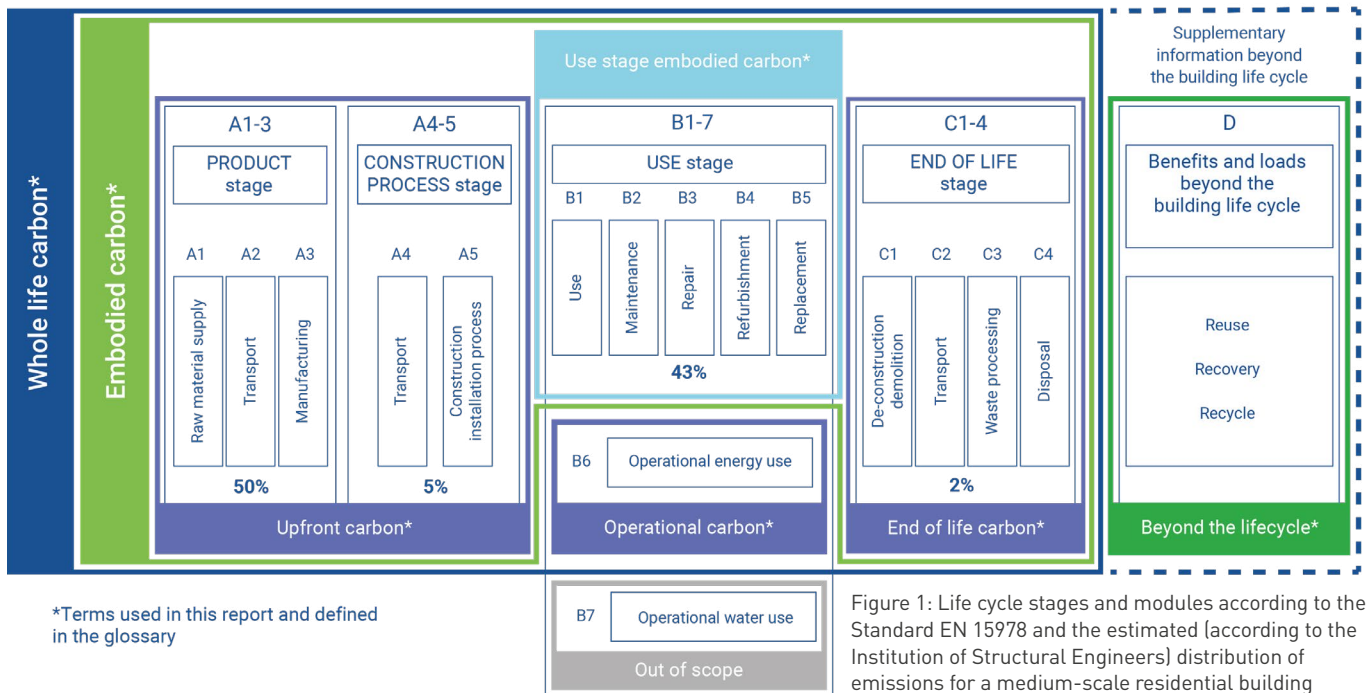 Whole life carbon*
Embodied carbon*
Use stage embodied carbon*
Supplementary
information beyond
the building life cycle
A1-3
PRODUCT
stage
A1
A2
A3
Raw material supply
Transport
Manufacturing
50%
A4-5
CONSTRUCTION
PROCESS stage
A4
A5
Transport
Construction
installation process
5%
Upfront carbon*
B1-7
USE stage
B1
B2
B3
B4
B5
Use
Maintenance
Repair
Refurbishment
Replacement
43%
B6
Operational energy use
Operational carbon*
B7
Operational water use
Out of scope
C1-4
END OF LIFE
stage
C1
C2
C3
C4
De-construction
demolition
Transport
Waste processing
Disposal
2%
End of life carbon*
D
Benefits and loads
beyond the
building life cycle
Reuse
Recovery
Recycle
Beyond the lifecycle*
*Terms used in this report and defined
in the glossary
Figure 1: Life cycle stages and modules according to the
Standard EN 15978 and the estimated (according to the
Institution of Structural Engineers) distribution of
emissions for a medium-scale residential building